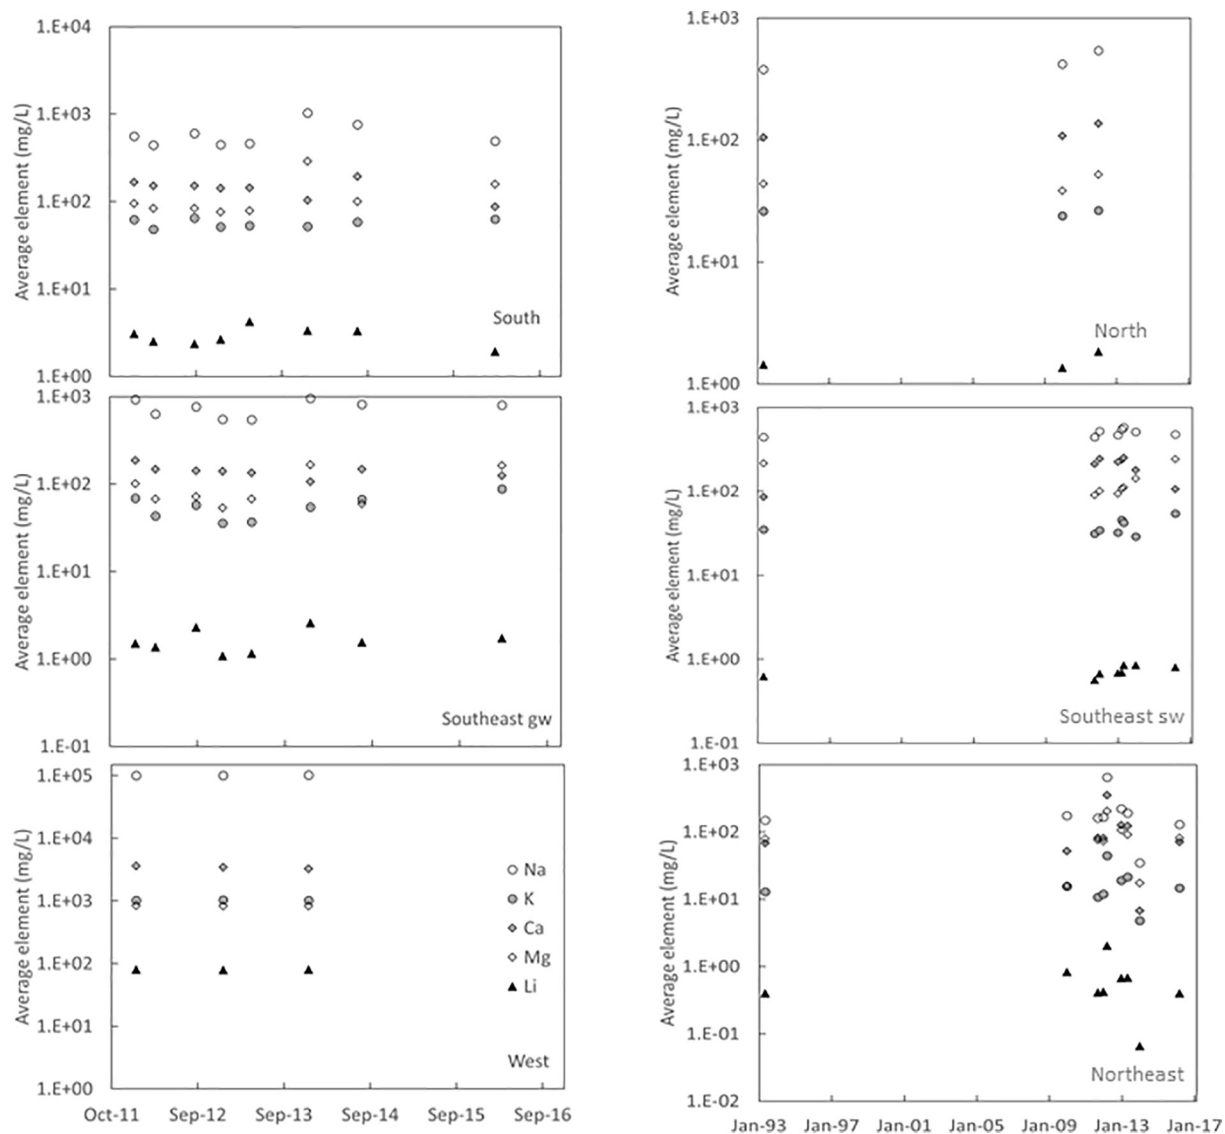 Average element (mg/L)
1.E+04
1.E+03
1.E+02
1.E+01
1.E+00
South
Average element (mg/L)
1.E+03
1.E+02
1.E+01
1.E+00
North
Average element (mg/L)
1.E+03
1.E+02
1.E+01
1.E+00
1.E-01
Southeast gw
Average element (mg/L)
1.E+03
1.E+02
1.E+01
1.E+00
1.E-01
Southeast sw
Average element (mg/L)
1.E+05
1.E+04
1.E+03
1.E+02
1.E+01
1.E+00
Na
K
Ca
Mg
Li
West
Oct-11 Sep-12 Sep-13 Sep-14 Sep-15 Sep-16
Average element (mg/L)
1.E+03
1.E+02
1.E+01
1.E+00
1.E-01
1.E-02
Northeast
Jan-93 Jan-97 Jan-01 Jan-05 Jan-09 Jan-13 Jan-17